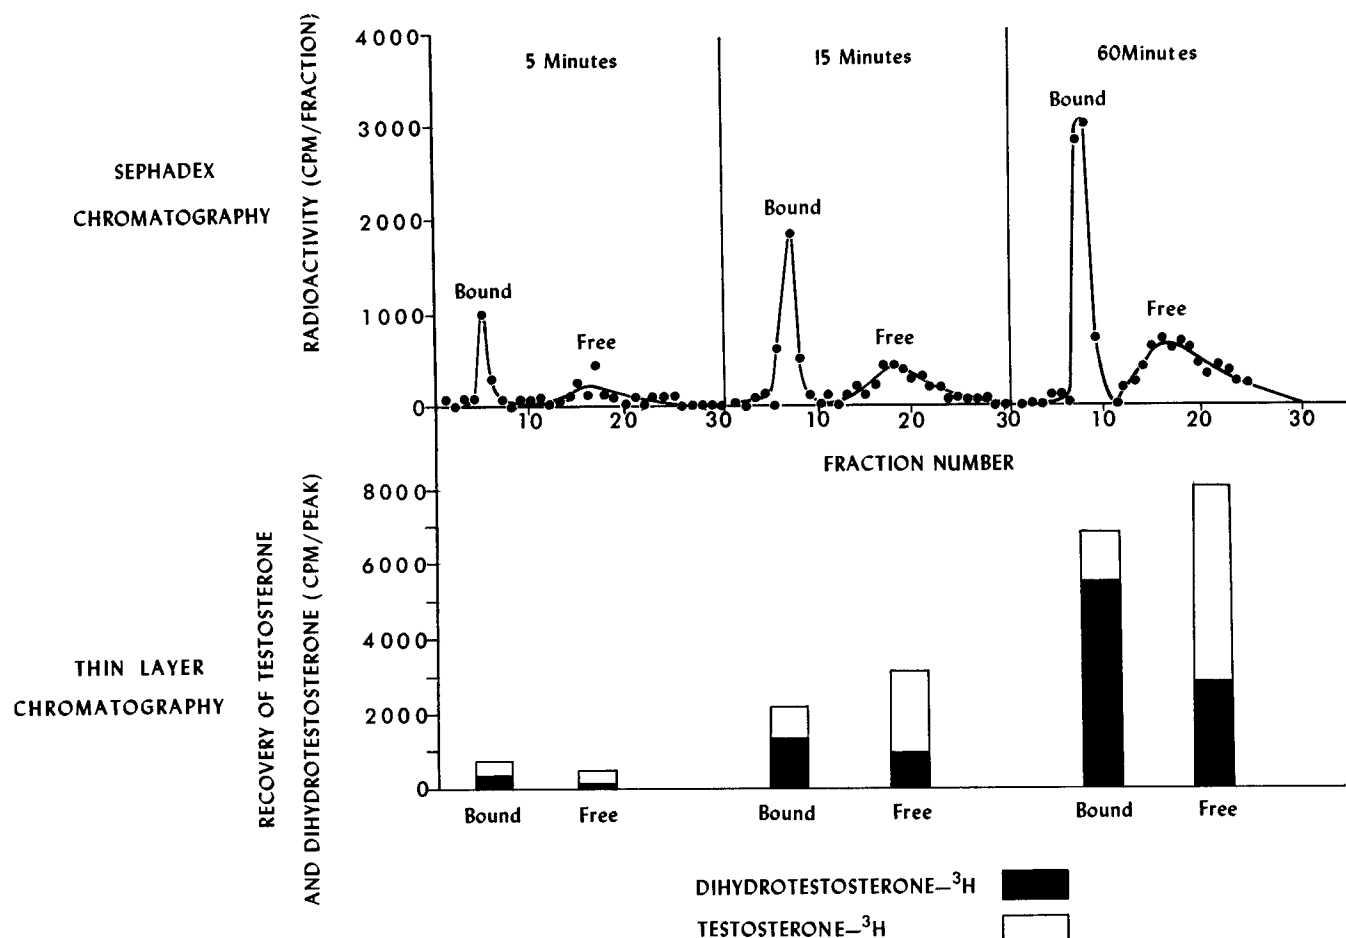 SEPHADEX
CHROMATOGRAPHY
RADIOACTIVITY (CPM/FRACTION)
4000
3000
2000
1000
0
5 Minutes
15 Minutes
60Minutes
Bound
Free
Bound
Free
Bound
Free
10
20
30
10
20
30
10
20
30
FRACTION NUMBER
THIN LAYER
CHROMATOGRAPHY
RECOVERY OF TESTOSTERONE
AND DIHYDROTESTOSTERONE (CPM/PEAK)
8000
6000
4000
2000
0
Bound
Free
Bound
Free
Bound
Free
DIHYDROTESTOSTERONE—³H
TESTOSTERONE—³H